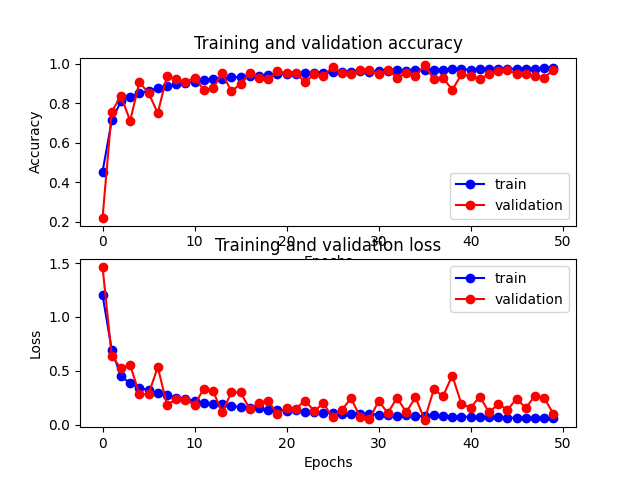 Training and validation accuracy
1.0
0.8
0.6
0.4
0.2
Accuracy
train
validation
0 10 20 30 40 50
Epochs
Training and validation loss
1.5
1.0
0.5
0.0
Loss
train
validation
0 10 20 30 40 50
Epochs